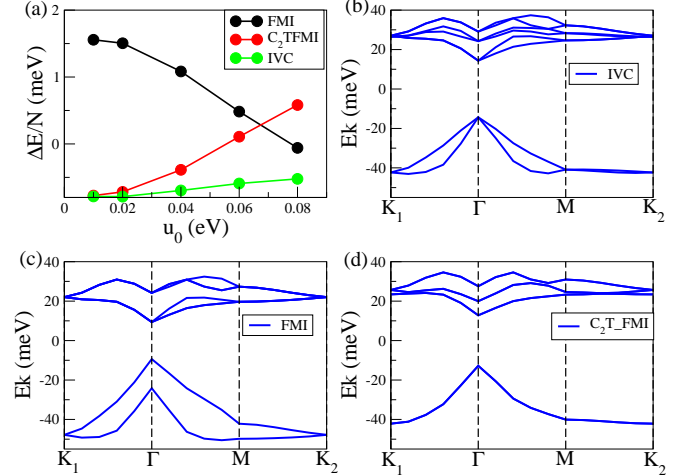 (a)
2
1
0
ΔE/N (meV)
FMI
C₂TFMI
IVC
0 0.02 0.04 0.06 0.08
u₀ (eV)
(b)
40
20
0
-20
-40
Ek (meV)
IVC
K₁ Γ M K₂
(c)
40
20
0
-20
-40
Ek (meV)
FMI
K₁ Γ M K₂
(d)
40
20
0
-20
-40
Ek (meV)
C₂T_FMI
K₁ Γ M K₂